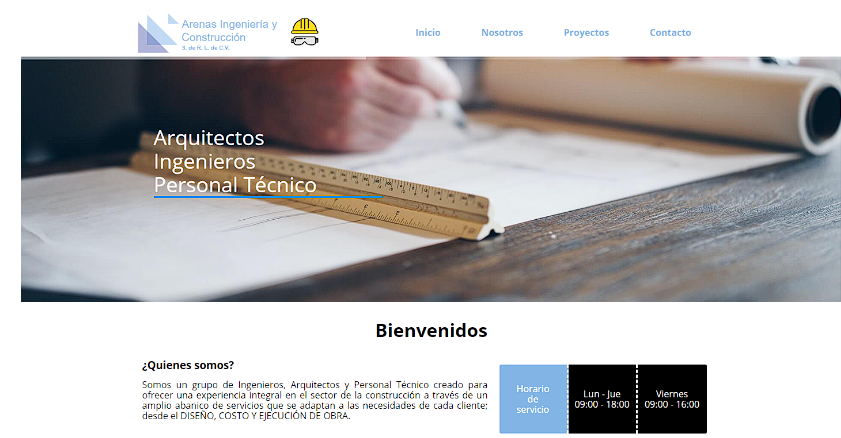 Arenas Ingeniería y
Construcción
S. de R. L. de C.V.
Inicio Nosotros Proyectos Contacto
Arquitectos
Ingenieros
Personal Técnico
Bienvenidos
¿Quienes somos?
Somos un grupo de Ingenieros, Arquitectos y Personal Técnico creado para
ofrecer una experiencia integral en el sector de la construcción a través de un
amplio abanico de servicios que se adaptan a las necesidades de cada cliente;
desde el DISEÑO, COSTO Y EJECUCIÓN DE OBRA.
Horario
de
servicio
Lun - Jue
09:00 - 18:00
Viernes
09:00 - 16:00